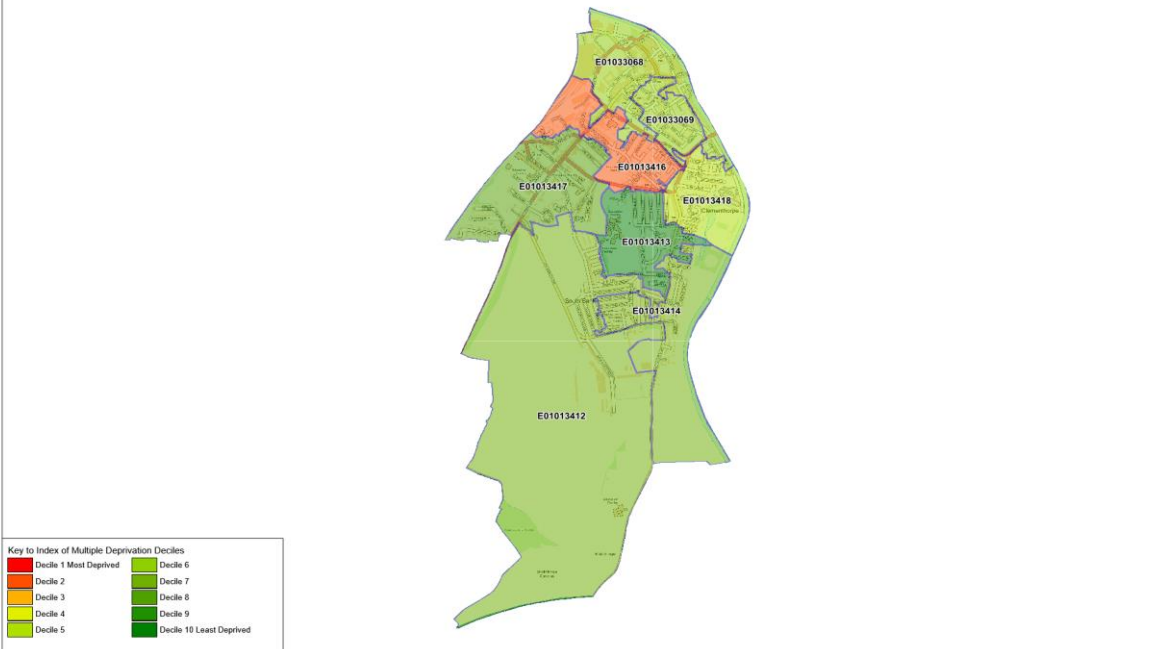 E01033068
E01033069
E01013416
E01013417
E01013418
Clementhorpe
E01013413
E01013414
E01013412
Key to Index of Multiple Deprivation Deciles
Decile 1 Most Deprived
Decile 2
Decile 3
Decile 4
Decile 5
Decile 6
Decile 7
Decile 8
Decile 9
Decile 10 Least Deprived